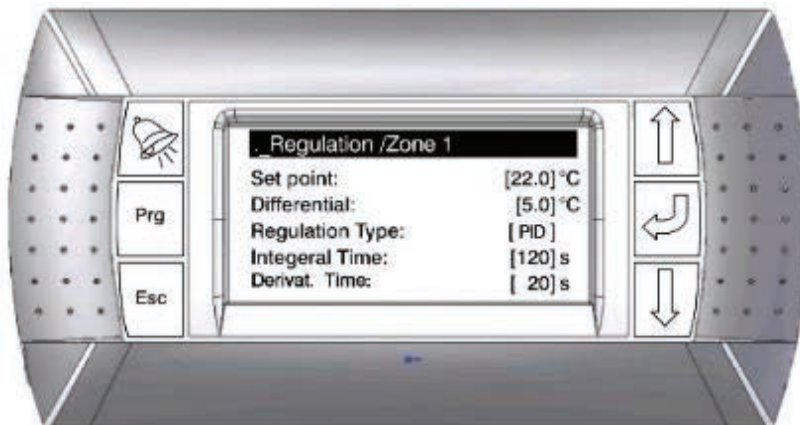 ._Regulation /Zone 1
Set point: [22.0] °C
Differential: [5.0] °C
Regulation Type: [ PID ]
Integeral Time: [120] s
Derivat. Time: [ 20] s
Prg
Esc